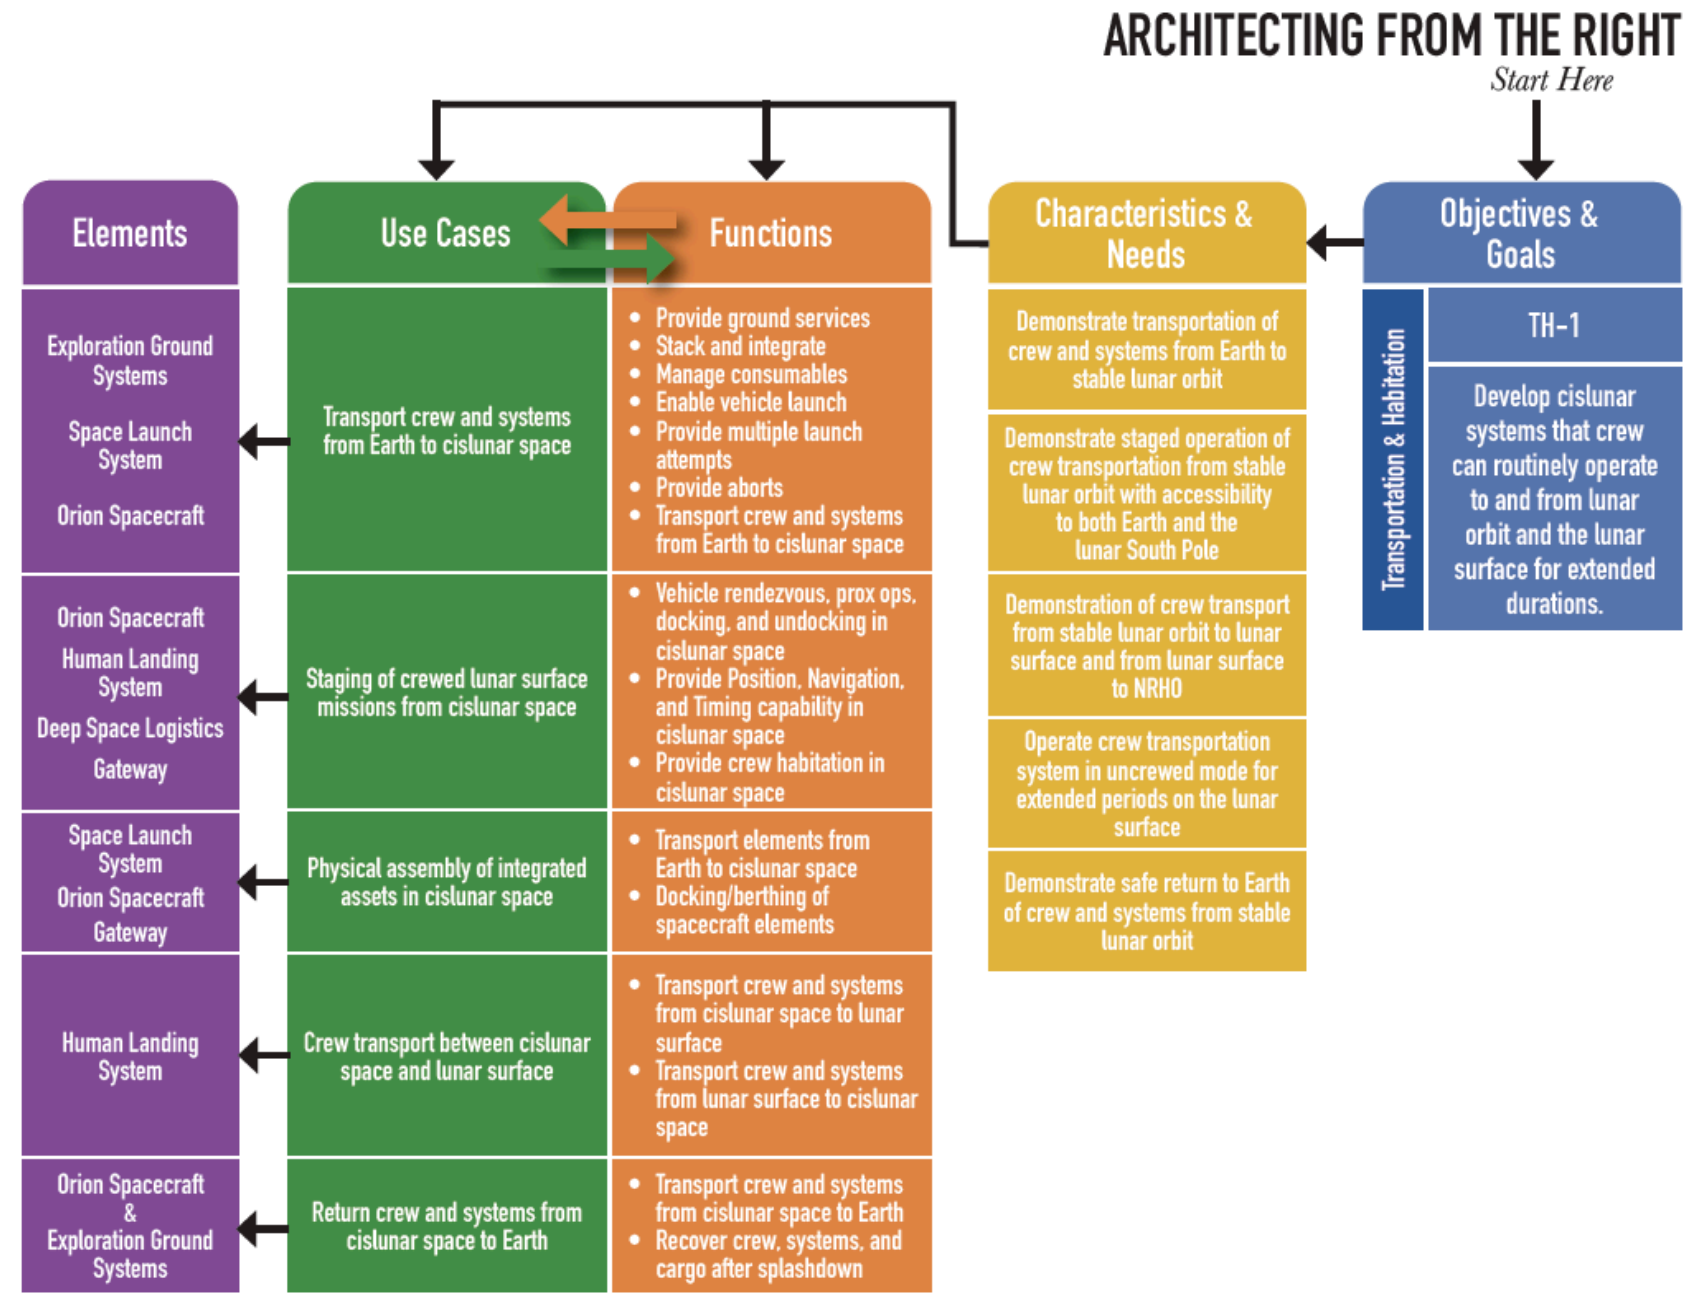 ARCHITECTING FROM THE RIGHT
Start Here
Elements
Use Cases
Functions
Characteristics &
Needs
Objectives &
Goals
Exploration Ground
Systems
Space Launch
System
Orion Spacecraft
Transport crew and systems
from Earth to cislunar space
• Provide ground services
• Stack and integrate
• Manage consumables
• Enable vehicle launch
• Provide multiple launch
attempts
• Provide aborts
• Transport crew and systems
from Earth to cislunar space
Orion Spacecraft
Human Landing
System
Deep Space Logistics
Gateway
Staging of crewed lunar surface
missions from cislunar space
• Vehicle rendezvous, prox ops,
docking, and undocking in
cislunar space
• Provide Position, Navigation,
and Timing capability in
cislunar space
• Provide crew habitation in
cislunar space
Space Launch
System
Orion Spacecraft
Gateway
Physical assembly of integrated
assets in cislunar space
• Transport elements from
Earth to cislunar space
• Docking/berthing of
spacecraft elements
Human Landing
System
Crew transport between cislunar
space and lunar surface
• Transport crew and systems
from cislunar space to lunar
surface
• Transport crew and systems
from lunar surface to cislunar
space
Orion Spacecraft
&
Exploration Ground
Systems
Return crew and systems from
cislunar space to Earth
• Transport crew and systems
from cislunar space to Earth
• Recover crew, systems, and
cargo after splashdown
Demonstrate transportation of
crew and systems from Earth to
stable lunar orbit
Demonstrate staged operation of
crew transportation from stable
lunar orbit with accessibility
to both Earth and the
lunar South Pole
Demonstration of crew transport
from stable lunar orbit to lunar
surface and from lunar surface
to NRHO
Operate crew transportation
system in uncrewed mode for
extended periods on the lunar
surface
Demonstrate safe return to Earth
of crew and systems from stable
lunar orbit
Transportation & Habitation
TH-1
Develop cislunar
systems that crew
can routinely operate
to and from lunar
orbit and the lunar
surface for extended
durations.